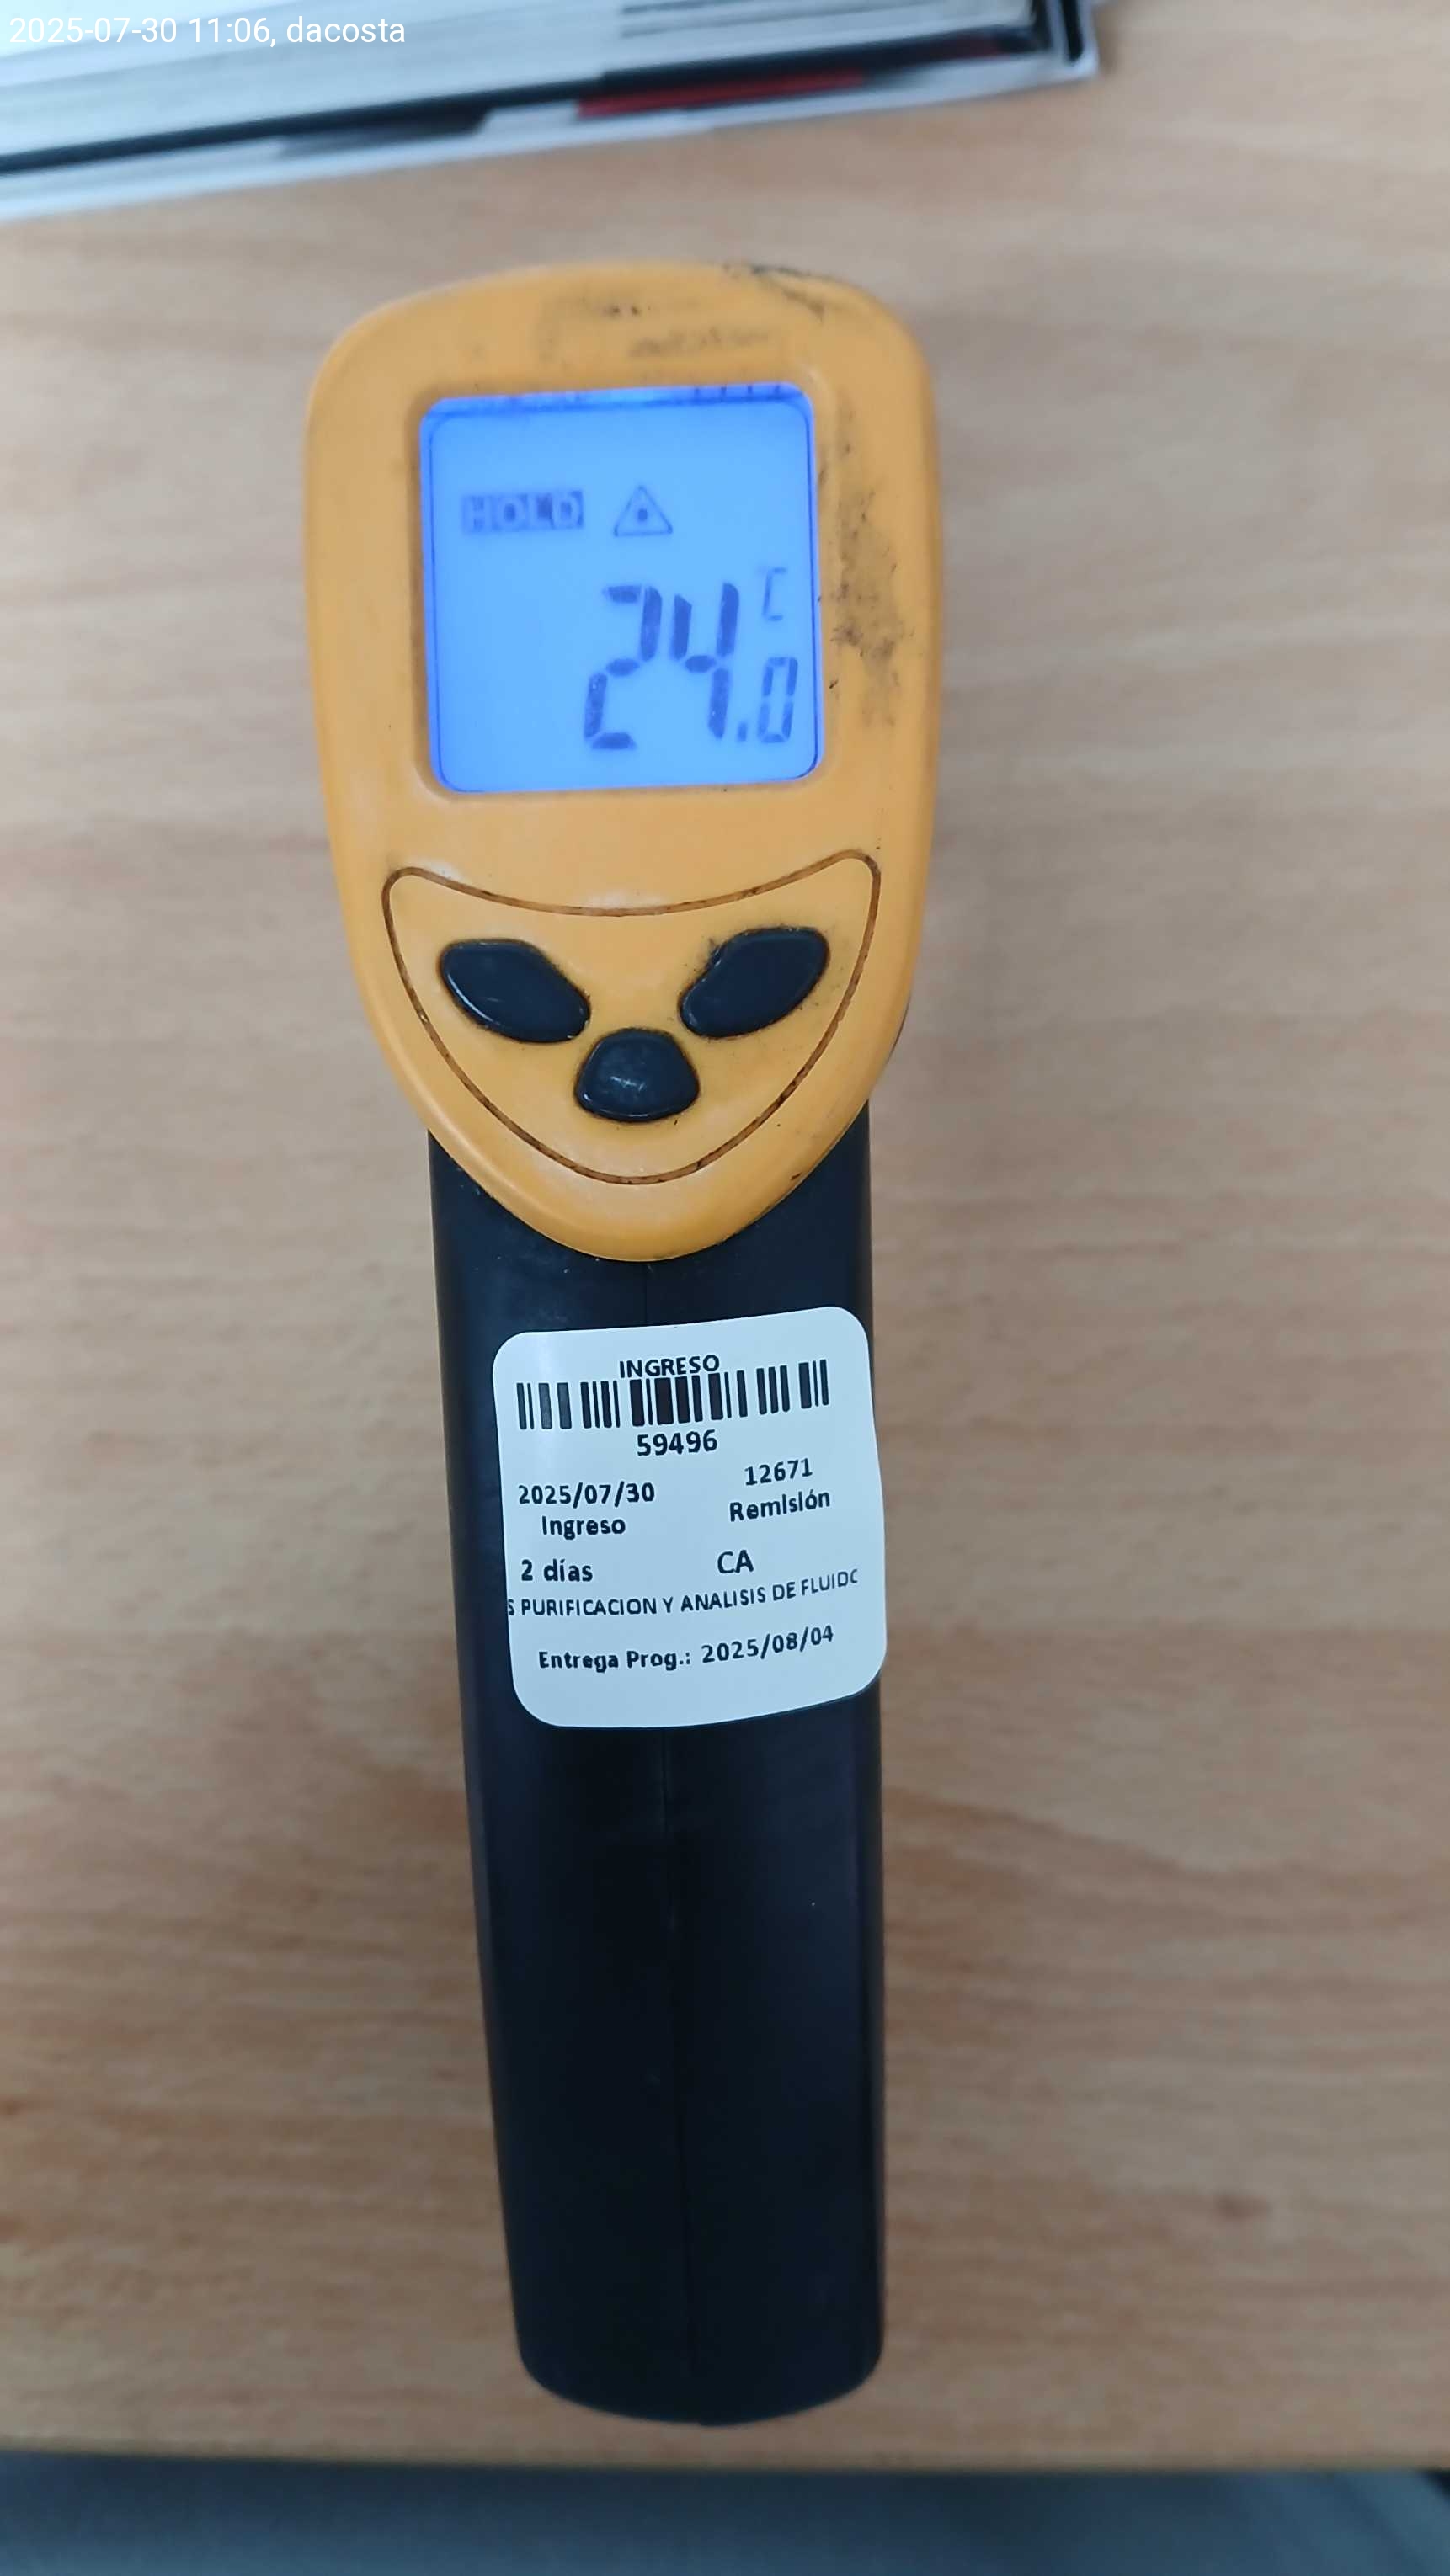 2025-07-30 11:06, dacosta
HOLD
°C
24.0
INGRESO
59496
2025/07/30 12671
Ingreso Remisión
2 días CA
S PURIFICACION Y ANALISIS DE FLUIDO
Entrega Prog.: 2025/08/04